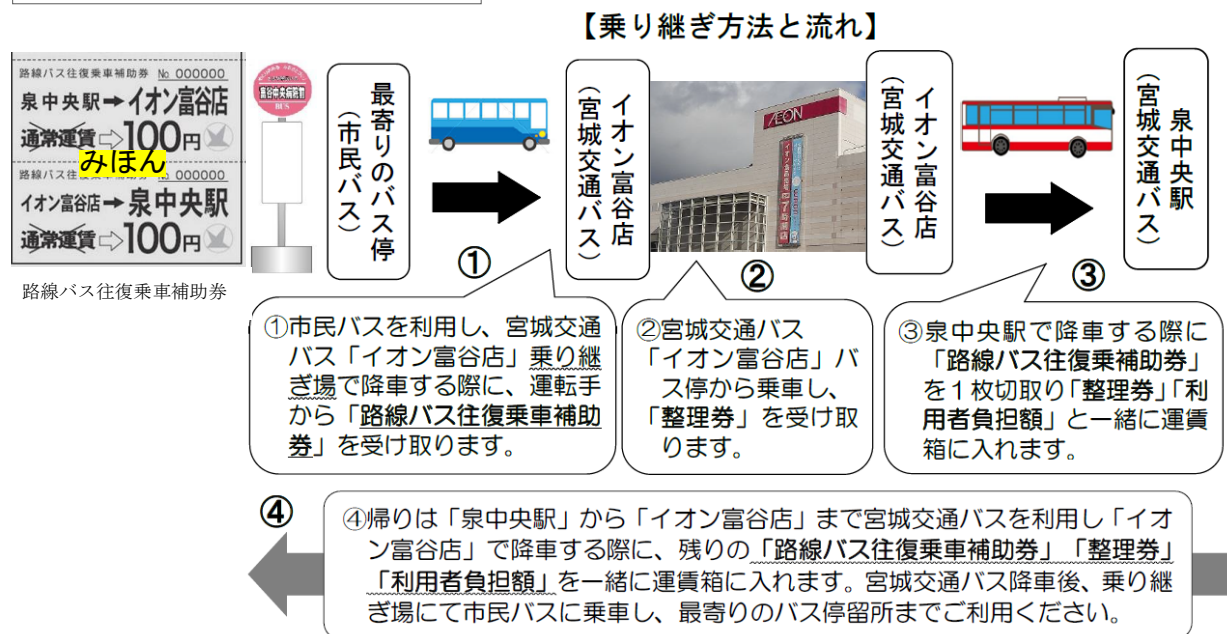 【乗り継ぎ方法と流れ】
路線バス往復乗車補助券 No 000000
泉中央駅➡イオン富谷店
通常運賃⇨100円
みほん
路線バス往
000000
イオン富谷店➡泉中央駅
通常運賃⇨100円
路線バス往復乗車補助券
富谷中央病院前
BUS
最寄りのバス停
（市民バス）
①
イオン富谷店
（宮城交通バス）
AEON
②
イオン富谷店
（宮城交通バス）
③
泉中央駅
（宮城交通バス）
①市民バスを利用し、宮城交通
バス「イオン富谷店」乗り継
ぎ場で降車する際に、運転手
から「路線バス往復乗車補助
券」を受け取ります。
②宮城交通バス
「イオン富谷店」バ
ス停から乗車し、
「整理券」を受け取
ります。
③泉中央駅で降車する際に
「路線バス往復乗補助券」
を１枚切取り「整理券」「利
用者負担額」と一緒に運賃
箱に入れます。
④
④帰りは「泉中央駅」から「イオン富谷店」まで宮城交通バスを利用し「イオ
ン富谷店」で降車する際に、残りの「路線バス往復乗車補助券」「整理券」
「利用者負担額」を一緒に運賃箱に入れます。宮城交通バス降車後、乗り継
ぎ場にて市民バスに乗車し、最寄りのバス停留所までご利用ください。